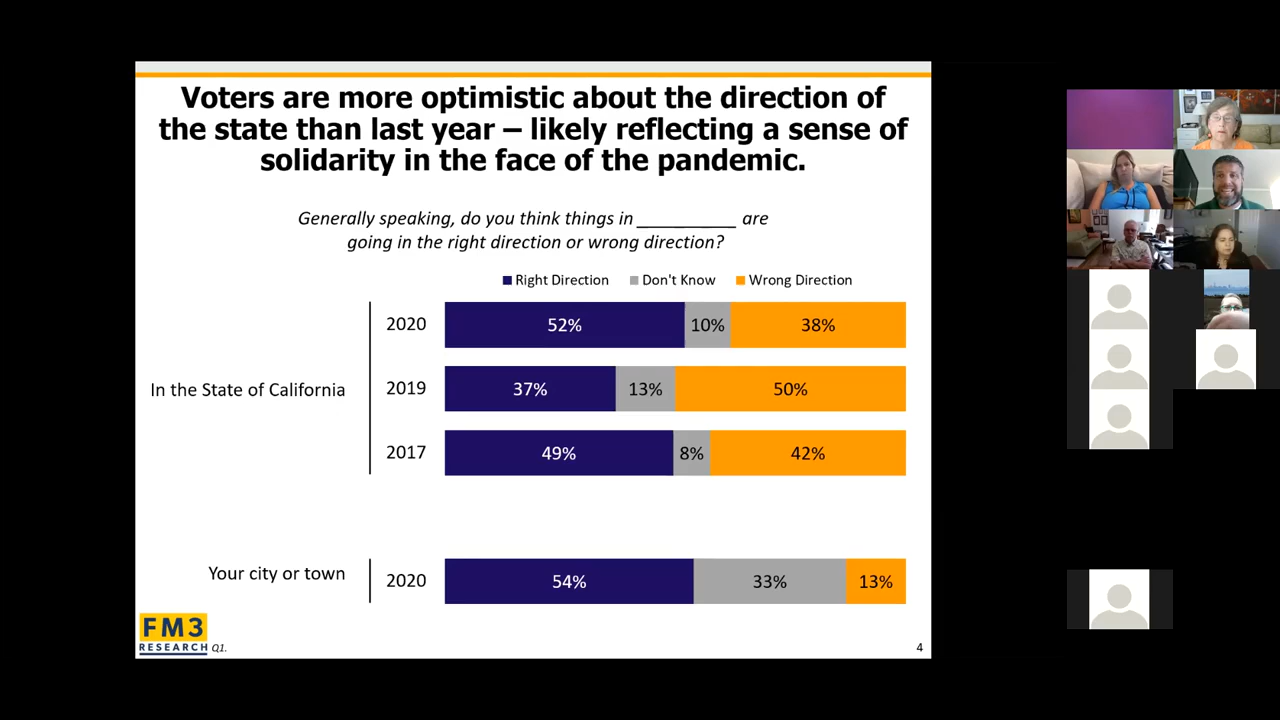 Voters are more optimistic about the direction of
the state than last year – likely reflecting a sense of
solidarity in the face of the pandemic.
Generally speaking, do you think things in __________ are
going in the right direction or wrong direction?
Right Direction Don't Know Wrong Direction
In the State of California
2020 52% 10% 38%
2019 37% 13% 50%
2017 49% 8% 42%
Your city or town
2020 54% 33% 13%
FM3
RESEARCH
Q1.
4